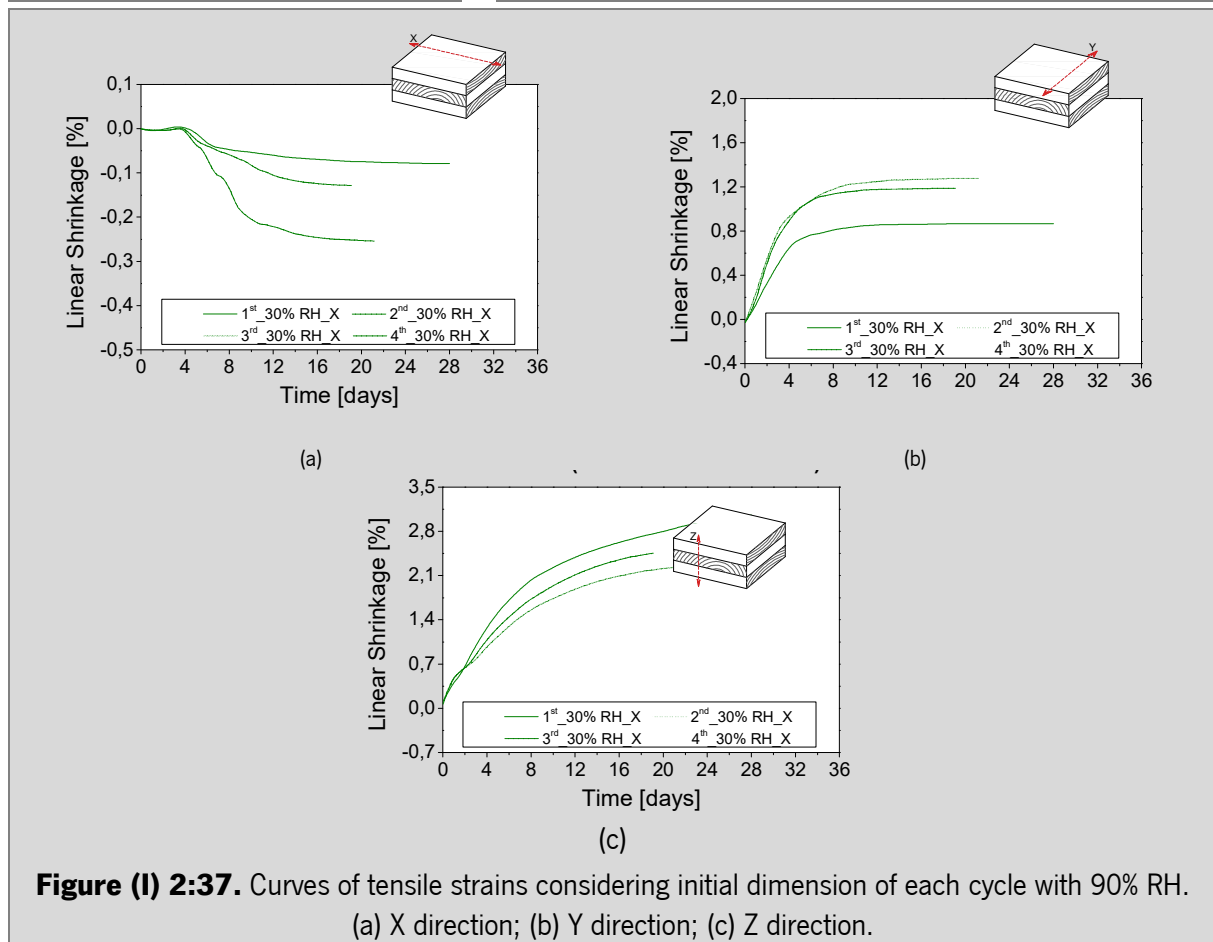 X
0,1
0,0
-0,1
-0,2
-0,3
-0,4
-0,5
Linear Shrinkage [%]
1st_30% RH_X 2nd_30% RH_X
3rd_30% RH_X 4th_30% RH_X
0 4 8 12 16 20 24 28 32 36
Time [days]
(a)
Y
2,0
1,6
1,2
0,8
0,4
0,0
-0,4
Linear Shrinkage [%]
1st_30% RH_X 2nd_30% RH_X
3rd_30% RH_X 4th_30% RH_X
0 4 8 12 16 20 24 28 32 36
Time [days]
(b)
Z
3,5
2,8
2,1
1,4
0,7
0,0
-0,7
Linear Shrinkage [%]
1st_30% RH_X 2nd_30% RH_X
3rd_30% RH_X 4th_30% RH_X
0 4 8 12 16 20 24 28 32 36
Time [days]
(c)
Figure (I) 2:37. Curves of tensile strains considering initial dimension of each cycle with 90% RH.
(a) X direction; (b) Y direction; (c) Z direction.